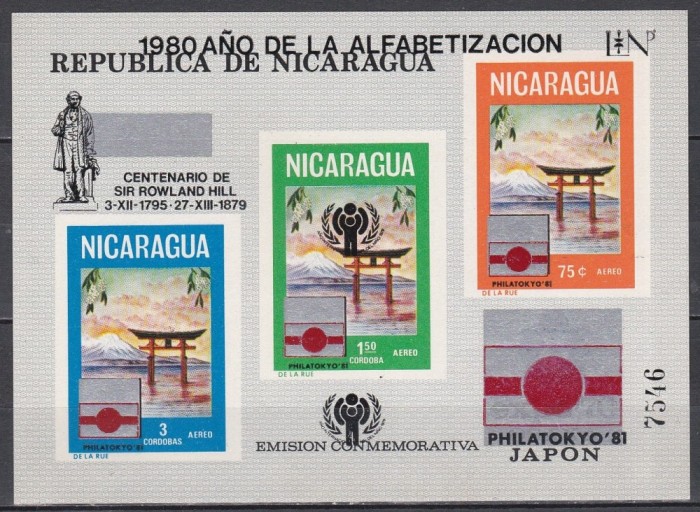 1980 AÑO DE LA ALFABETIZACION
REPUBLICA DE NICARAGUA
CENTENARIO DE
SIR ROWLAND HILL
3-XII-1795 · 27-XIII-1879
NICARAGUA
75 ¢ AEREO
PHILATOKYO'81
DE LA RUE
NICARAGUA
1.50
CORDOBA AEREO
PHILATOKYO'81
DE LA RUE
NICARAGUA
3
CORDOBAS AEREO
PHILATOKYO'81
DE LA RUE
EMISION CONMEMORATIVA
PHILATOKYO'81
JAPON
7546